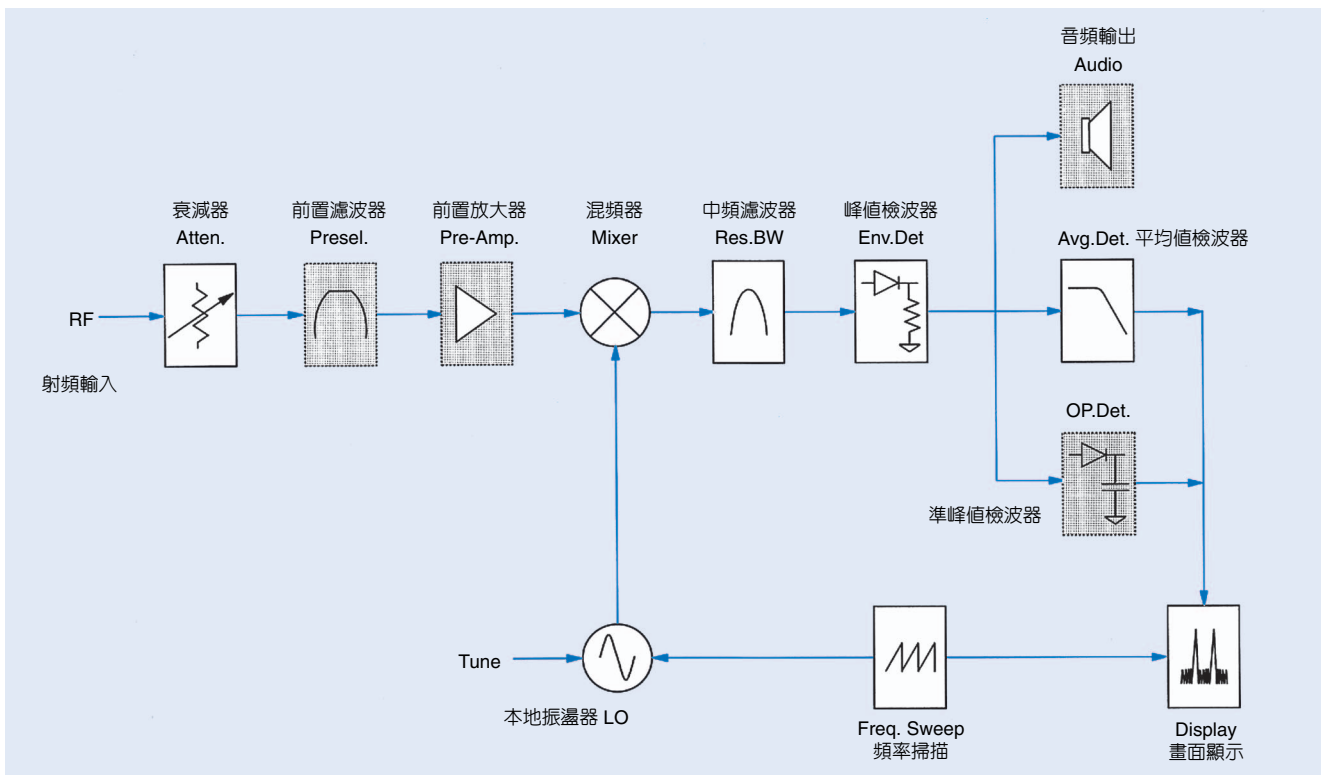 音頻輸出
Audio
衰減器
Atten.
前置濾波器
Presel.
前置放大器
Pre-Amp.
混頻器
Mixer
中頻濾波器
Res.BW
峰值檢波器
Env.Det
Avg.Det. 平均值檢波器
RF
射頻輸入
OP.Det.
準峰值檢波器
Tune
本地振盪器 LO
Freq. Sweep
頻率掃描
Display
畫面顯示